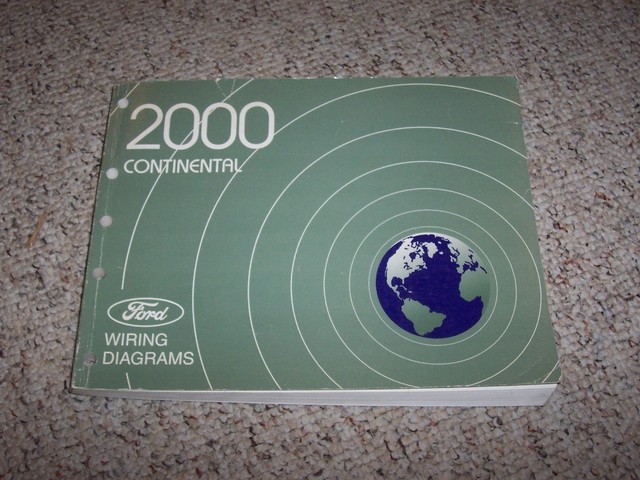 2000
CONTINENTAL
Ford
WIRING
DIAGRAMS